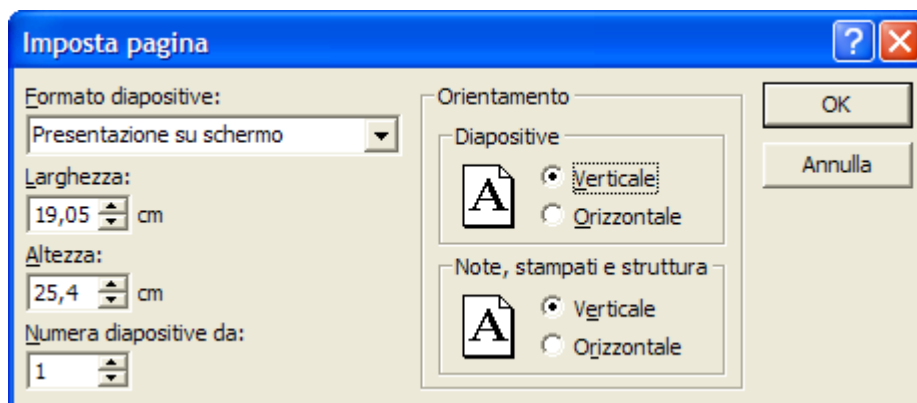 Imposta pagina
Formato diapositive:
Presentazione su schermo
Larghezza:
19,05 cm
Altezza:
25,4 cm
Numera diapositive da:
1
Orientamento
Diapositive
A
Verticale
Orizzontale
Note, stampati e struttura
A
Verticale
Orizzontale
OK
Annulla